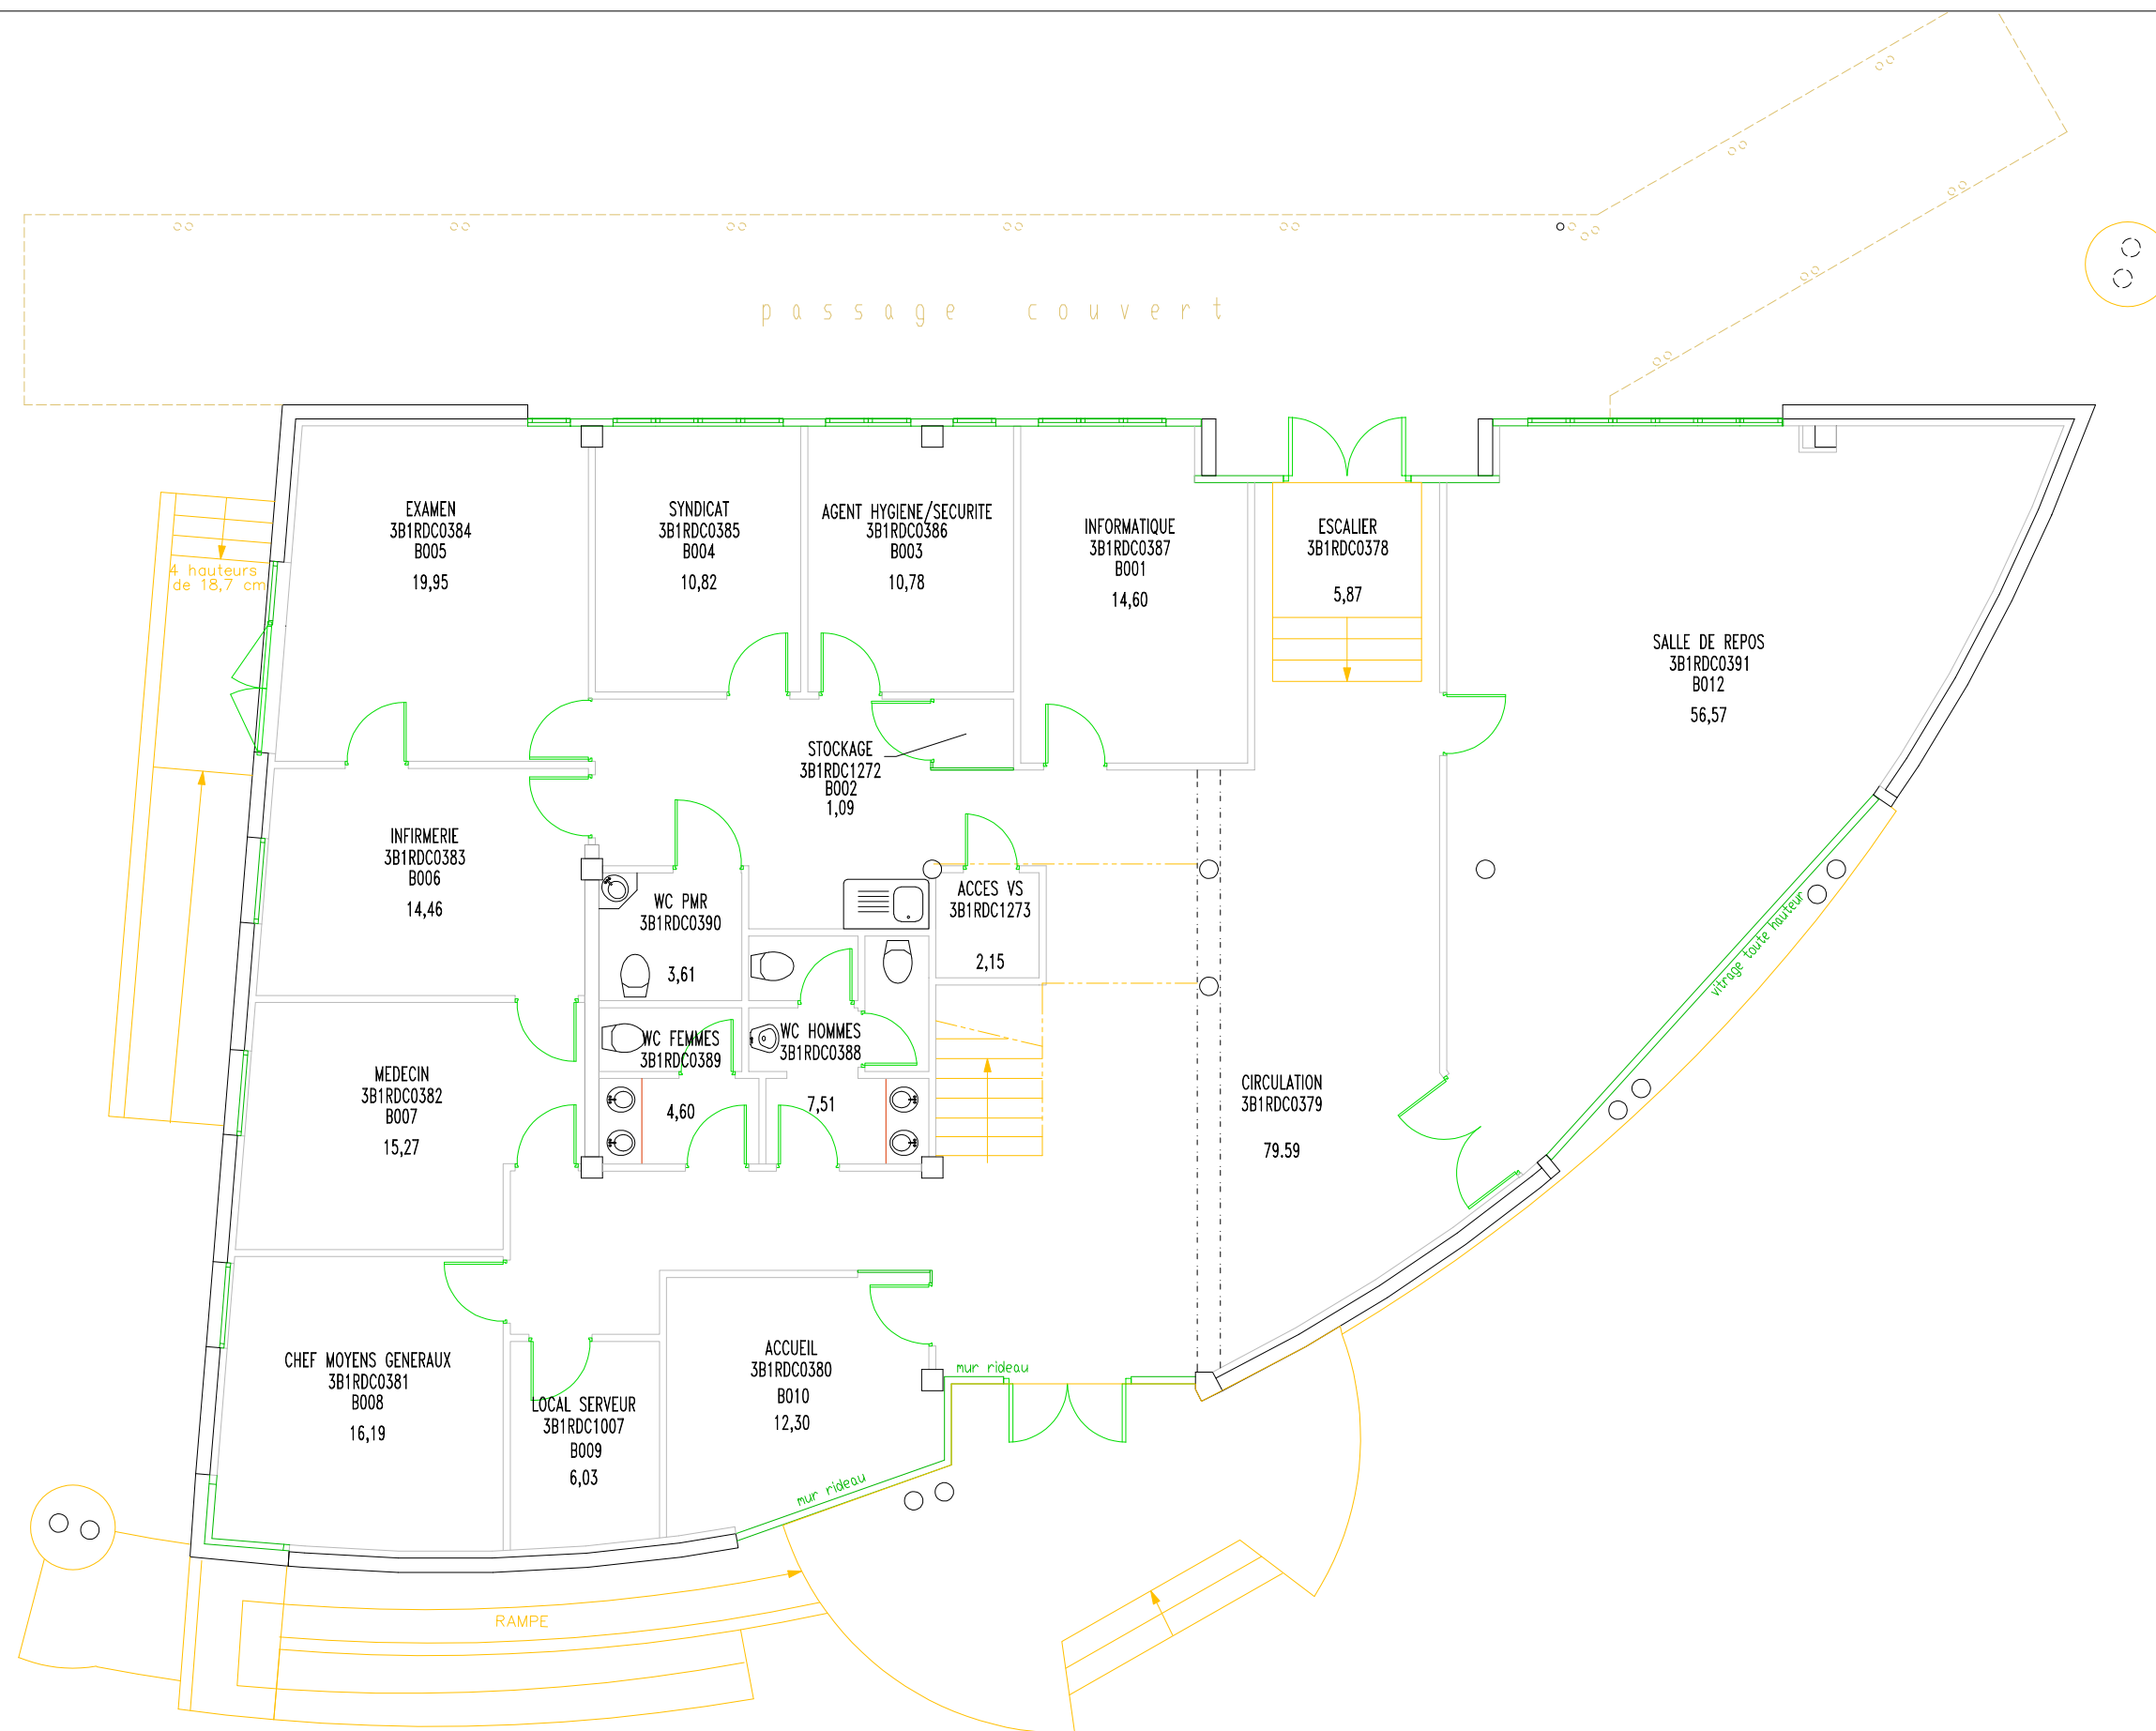 passage couvert
EXAMEN
3B1RDC0384
B005
19,95
SYNDICAT
3B1RDC0385
B004
10,82
AGENT HYGIENE/SECURITE
3B1RDC0386
B003
10,78
INFORMATIQUE
3B1RDC0387
B001
14,60
ESCALIER
3B1RDC0378
5,87
4 hauteurs
de 18,7 cm
SALLE DE REPOS
3B1RDC0391
B012
56,57
STOCKAGE
3B1RDC1272
B002
1,09
INFIRMERIE
3B1RDC0383
B006
14,46
WC PMR
3B1RDC0390
3,61
ACCES VS
3B1RDC1273
2,15
vitrage toute hauteur
WC FEMMES
3B1RDC0389
4,60
WC HOMMES
3B1RDC0388
7,51
MEDECIN
3B1RDC0382
B007
15,27
CIRCULATION
3B1RDC0379
79.59
CHEF MOYENS GENERAUX
3B1RDC0381
B008
16,19
LOCAL SERVEUR
3B1RDC1007
B009
6,03
ACCUEIL
3B1RDC0380
B010
12,30
mur rideau
mur rideau
RAMPE